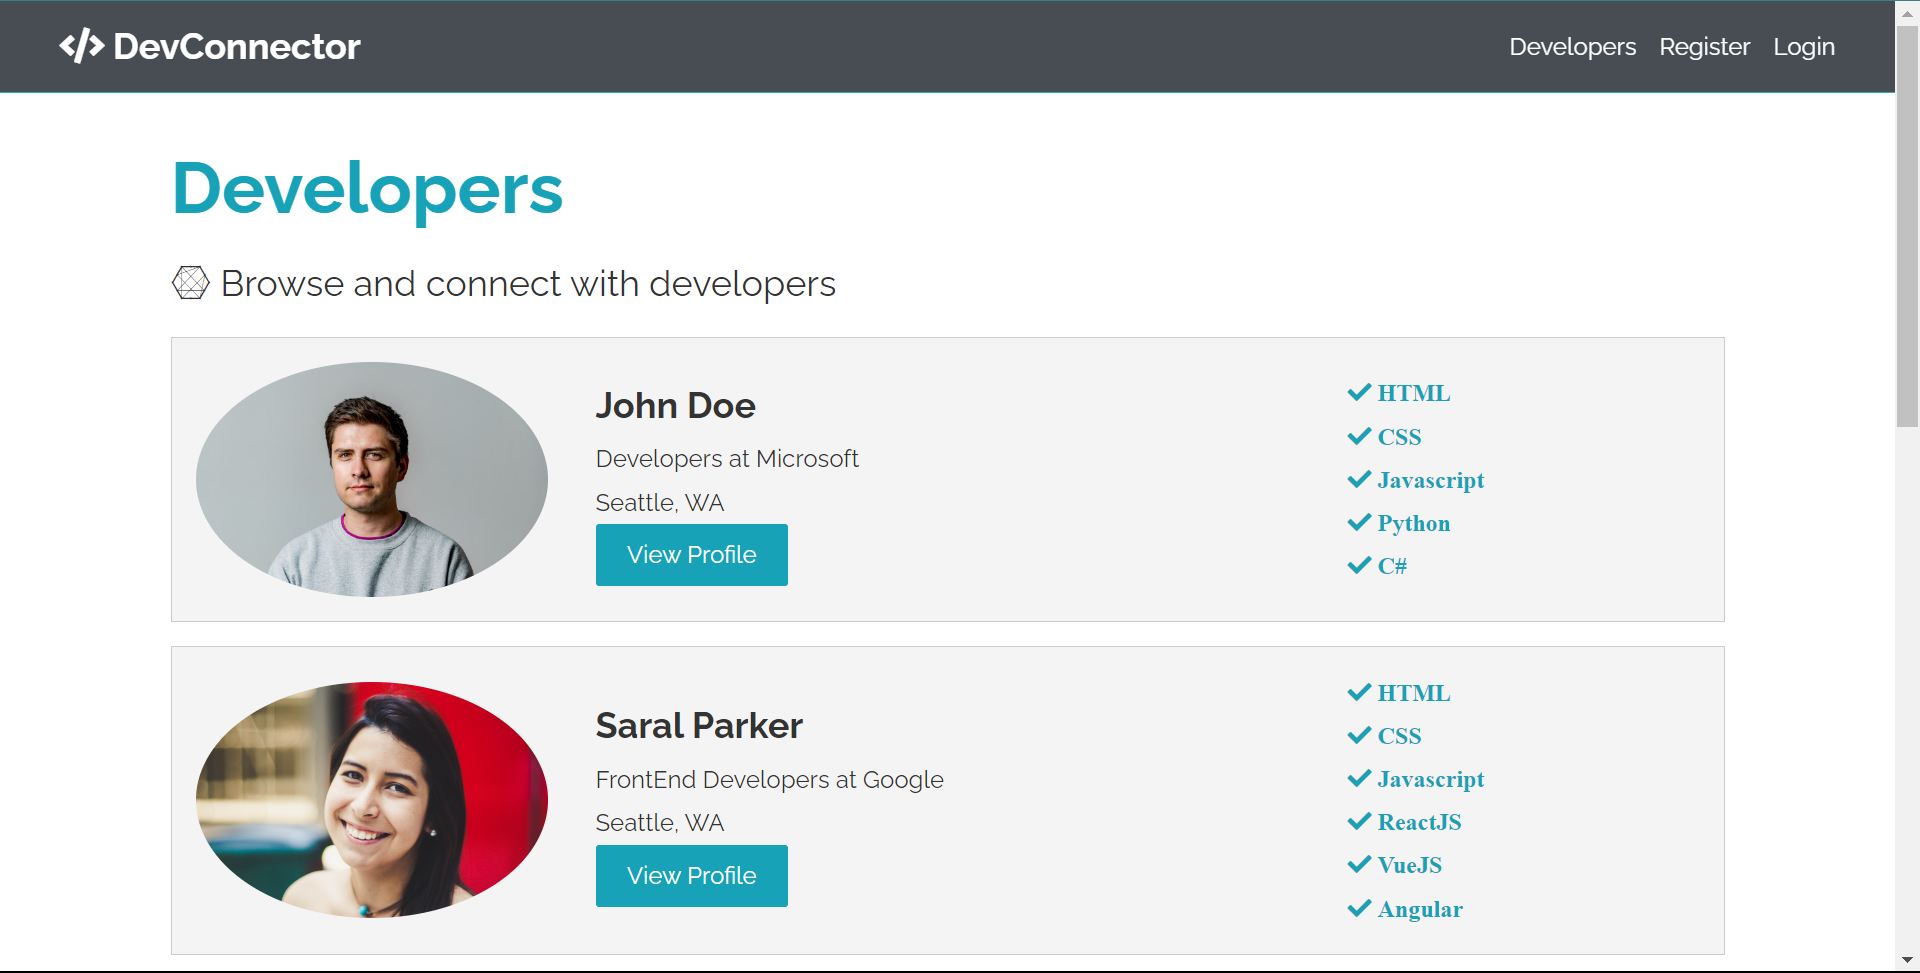 DevConnector
Developers Register Login
Developers
Browse and connect with developers
John Doe
Developers at Microsoft
Seattle, WA
View Profile
HTML
CSS
Javascript
Python
C#
Saral Parker
FrontEnd Developers at Google
Seattle, WA
View Profile
HTML
CSS
Javascript
ReactJS
VueJS
Angular